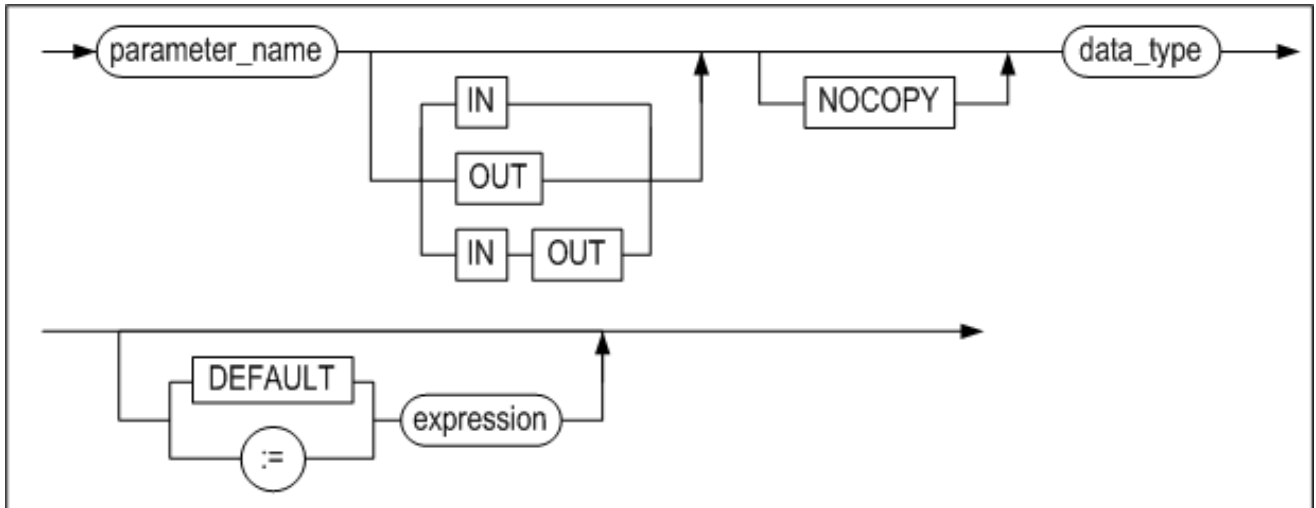 parameter_name data_type
IN NOCOPY
OUT
IN OUT
DEFAULT
expression
:=